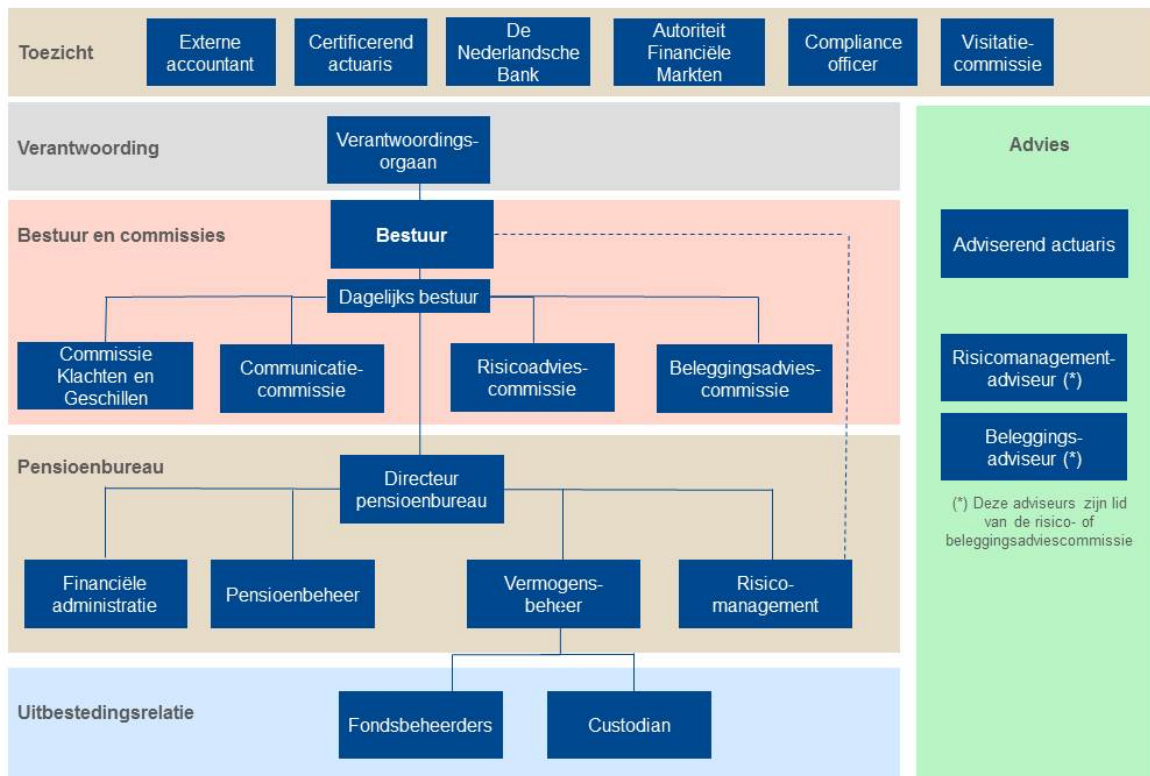 Toezicht
Externe
accountant
Certificerend
actuaris
De
Nederlandsche
Bank
Autoriteit
Financiële
Markten
Compliance
officer
Visitatie-
commissie
Verantwoording
Verantwoordings-
orgaan
Bestuur en commissies
Bestuur
Dagelijks bestuur
Commissie
Klachten en
Geschillen
Communicatie-
commissie
Risicoadvies-
commissie
Beleggingsadvies-
commissie
Pensioenbureau
Directeur
pensioenbureau
Financiële
administratie
Pensioenbeheer
Vermogens-
beheer
Risico-
management
Uitbestedingsrelatie
Fondsbeheerders
Custodian
Advies
Adviserend actuaris
Risicomanagement-
adviseur (*)
Beleggings-
adviseur (*)
(*) Deze adviseurs zijn lid
van de risico- of
beleggingsadviescommissie